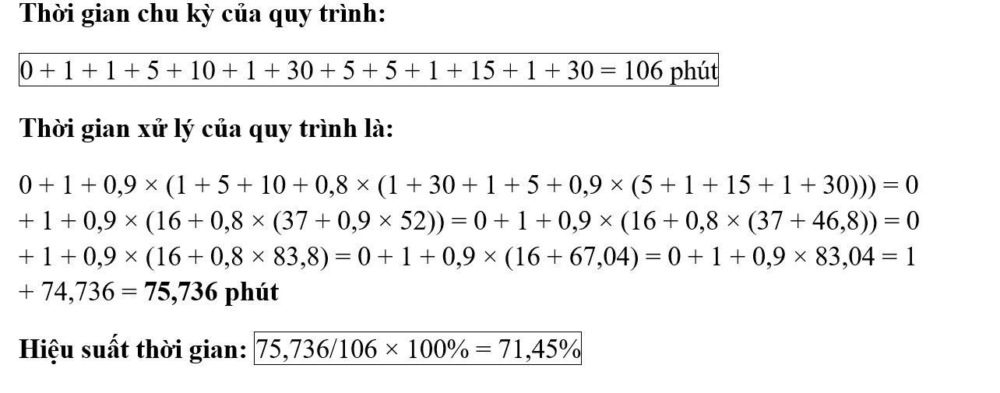 Thời gian chu kỳ của quy trình:
0 + 1 + 1 + 5 + 10 + 1 + 30 + 5 + 5 + 1 + 15 + 1 + 30 = 106 phút
Thời gian xử lý của quy trình là:
0 + 1 + 0,9 × (1 + 5 + 10 + 0,8 × (1 + 30 + 1 + 5 + 0,9 × (5 + 1 + 15 + 1 + 30))) = 0
+ 1 + 0,9 × (16 + 0,8 × (37 + 0,9 × 52)) = 0 + 1 + 0,9 × (16 + 0,8 × (37 + 46,8)) = 0
+ 1 + 0,9 × (16 + 0,8 × 83,8) = 0 + 1 + 0,9 × (16 + 67,04) = 0 + 1 + 0,9 × 83,04 = 1
+ 74,736 = 75,736 phút
Hiệu suất thời gian: 75,736/106 × 100% = 71,45%